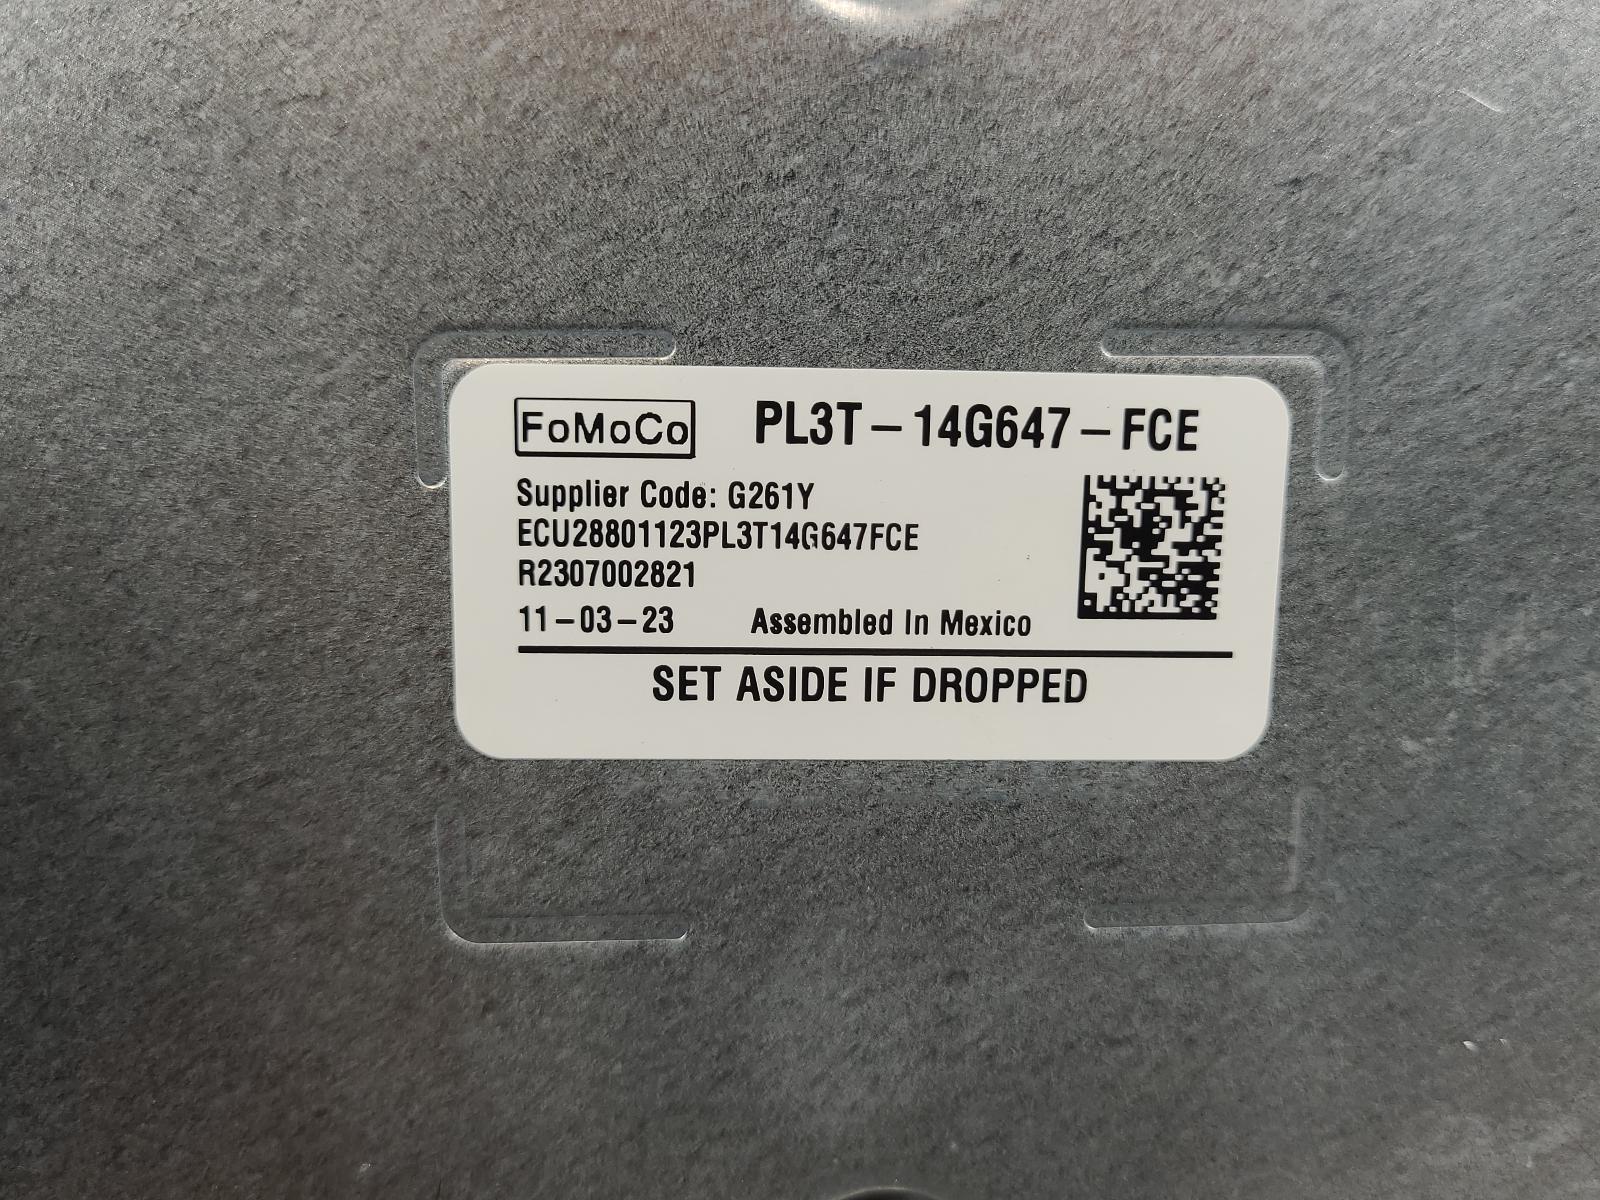 FoMoCo PL3T-14G647-FCE
Supplier Code: G261Y
ECU28801123PL3T14G647FCE
R2307002821
11-03-23 Assembled In Mexico
SET ASIDE IF DROPPED